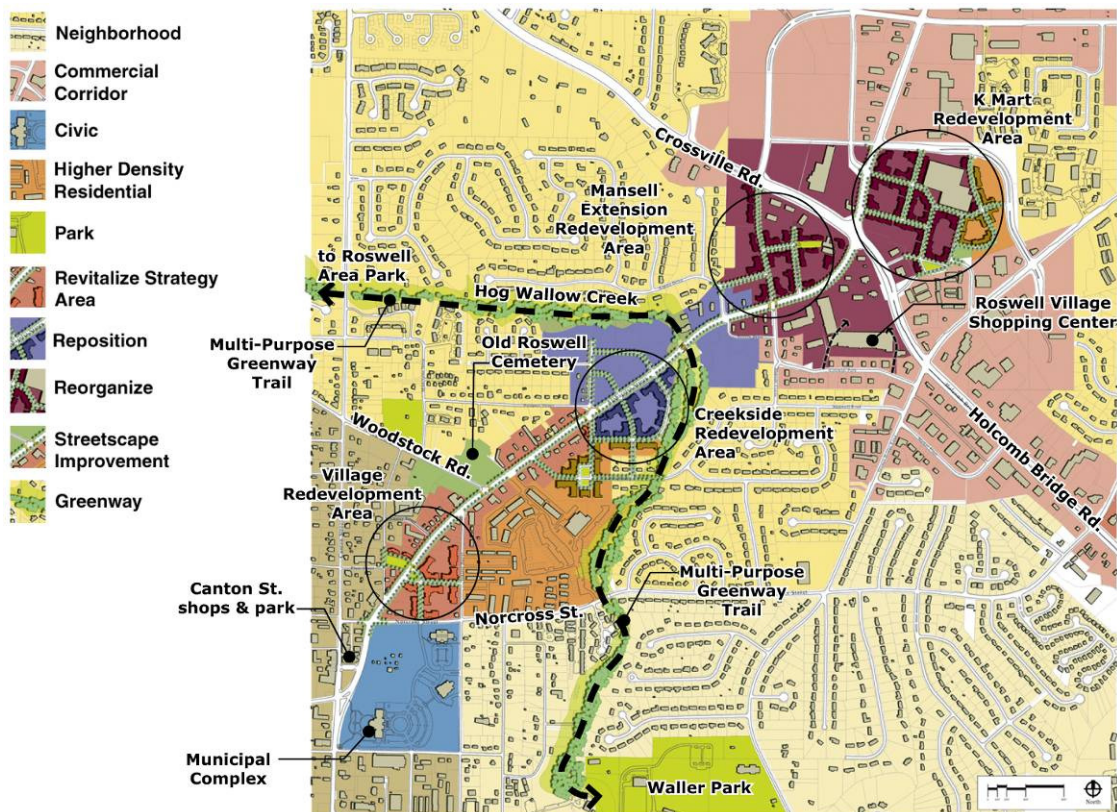 Neighborhood
Commercial
Corridor
Civic
Higher Density
Residential
Park
Revitalize Strategy
Area
Reposition
Reorganize
Streetscape
Improvement
Greenway
K Mart
Redevelopment
Area
Crossville Rd.
Mansell
Extension
Redevelopment
Area
to Roswell
Area Park
Hog Wallow Creek
Roswell Village
Shopping Center
Multi-Purpose
Greenway
Trail
Old Roswell
Cemetery
Creekside
Redevelopment
Area
Woodstock Rd.
Holcomb Bridge Rd.
Village
Redevelopment
Area
Canton St.
shops & park
Norcross St.
Multi-Purpose
Greenway
Trail
Municipal
Complex
Waller Park
North